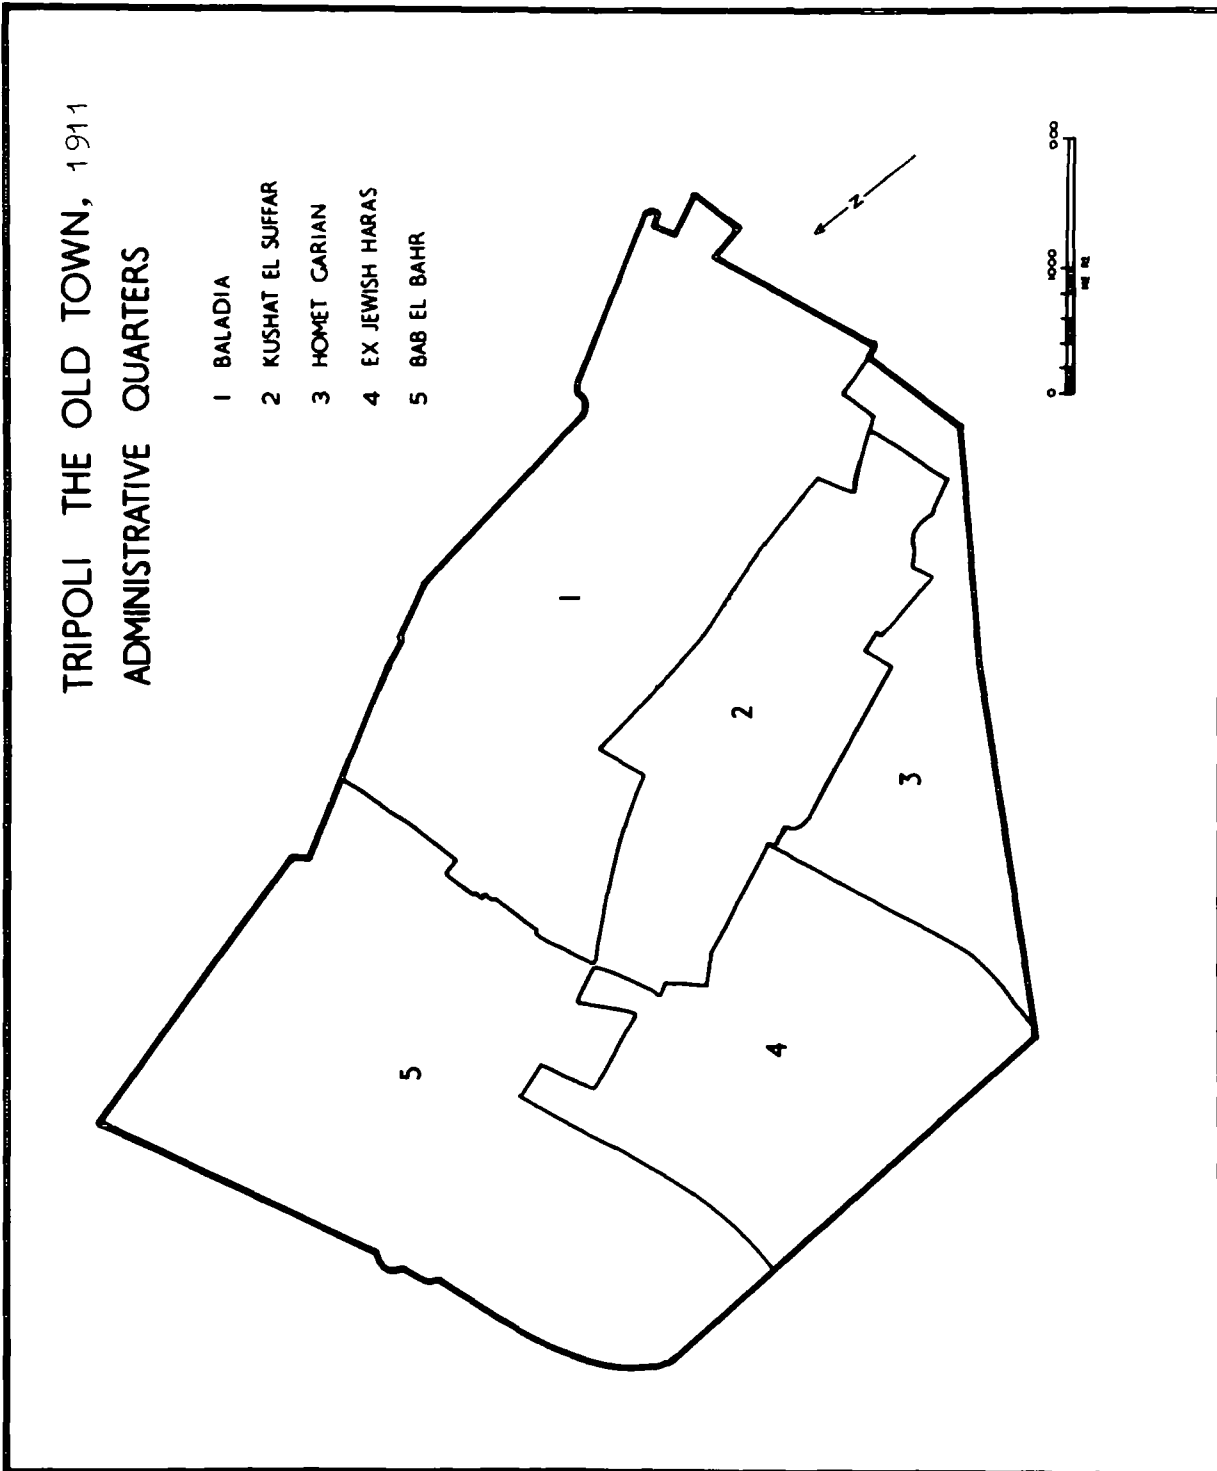 TRIPOLI THE OLD TOWN, 1911
ADMINISTRATIVE QUARTERS
1 BALADIA
2 KUSHAT EL SUFFAR
3 HOMET GARIAN
4 EX JEWISH HARAS
5 BAB EL BAHR
1
2
3
4
5
N
0 100